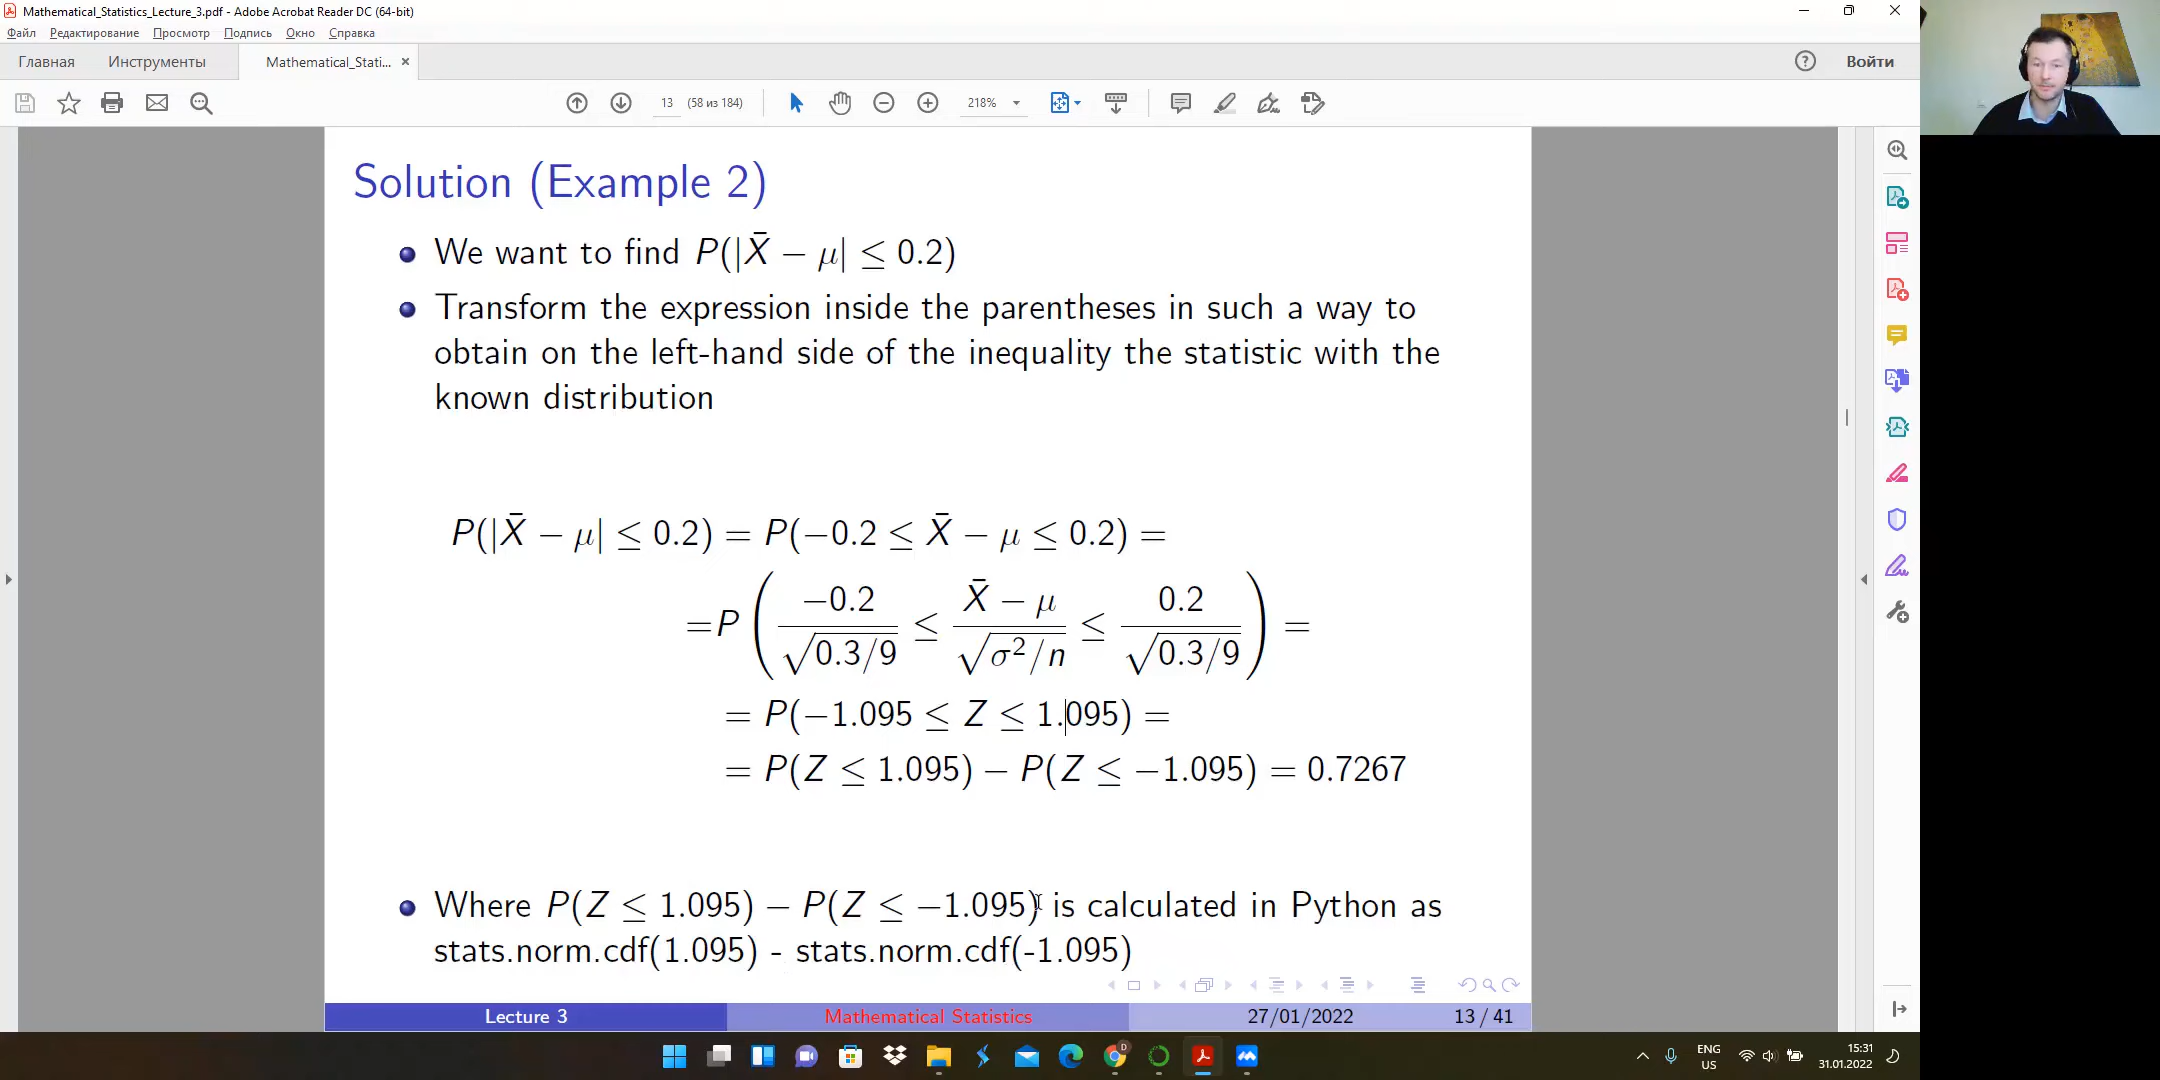 Mathematical_Statistics_Lecture_3.pdf - Adobe Acrobat Reader DC (64-bit)
Файл Редактирование Просмотр Подпись Окно Справка
Главная Инструменты Mathematical_Stati... × Войти
13 (58 из 184) 218%
Solution (Example 2)
We want to find P(|X̄ − μ| ≤ 0.2)
Transform the expression inside the parentheses in such a way to
obtain on the left-hand side of the inequality the statistic with the
known distribution
P(|X̄ − μ| ≤ 0.2) = P(−0.2 ≤ X̄ − μ ≤ 0.2) =
=P ( −0.2 / √(0.3/9) ≤ (X̄ − μ) / √(σ²/n) ≤ 0.2 / √(0.3/9) ) =
= P(−1.095 ≤ Z ≤ 1.095) =
= P(Z ≤ 1.095) − P(Z ≤ −1.095) = 0.7267
Where P(Z ≤ 1.095) − P(Z ≤ −1.095) is calculated in Python as
stats.norm.cdf(1.095) - stats.norm.cdf(-1.095)
Lecture 3 Mathematical Statistics 27/01/2022 13 / 41
ENG
US
15:31
31.01.2022